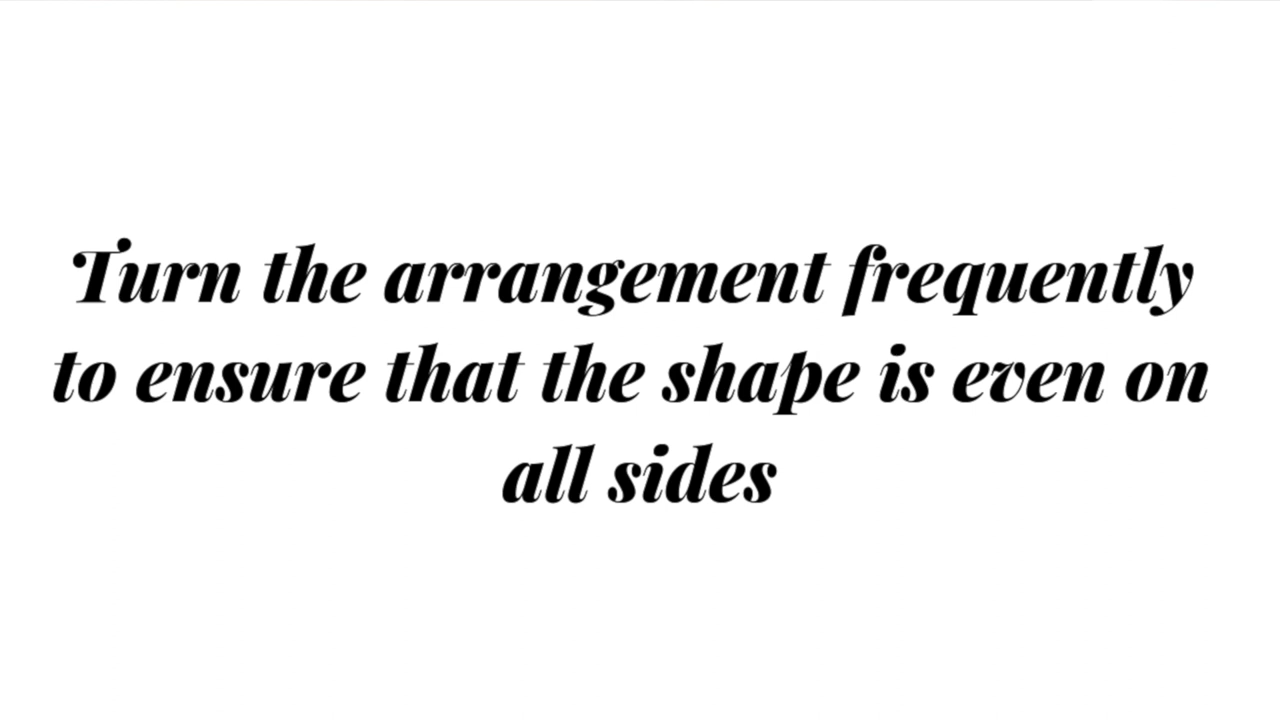 Turn the arrangement frequently
to ensure that the shape is even on
all sides